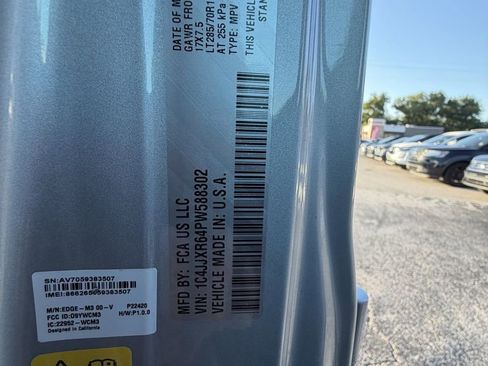 DATE OF M
GAWR FRO
17X7.5
LT285/70R1
AT 255 kPa
TYPE: MPV
THIS VEHICLE
STAN
MFD BY: FCA US LLC
VIN: 1C4JJXR64PW588302
VEHICLE MADE IN: U.S.A.
SN:AV7059383507
IMEI:866265059383507
M/N:EDGE-M3 00-V P22420
FCC ID:O9YWCM3 H/W:P1.0.0
IC:22952-WCM3
Designed in California